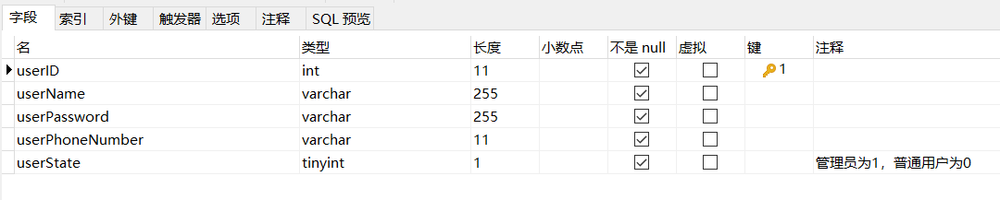 字段 索引 外键 触发器 选项 注释 SQL 预览
名 类型 长度 小数点 不是 null 虚拟 键 注释
userID int 11 1
userName varchar 255
userPassword varchar 255
userPhoneNumber varchar 11
userState tinyint 1 管理员为1，普通用户为0